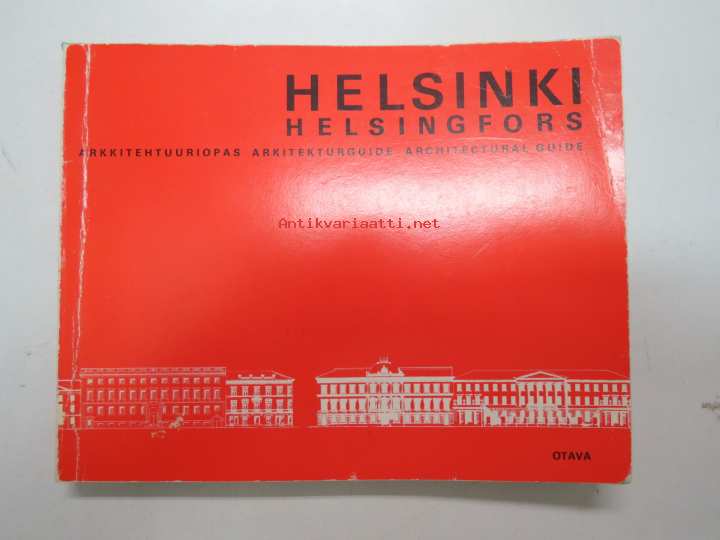 HELSINKI
HELSINGFORS
ARKKITEHTUURIOPAS ARKITEKTURGUIDE ARCHITECTURAL GUIDE
Antikvariaatti.net
OTAVA